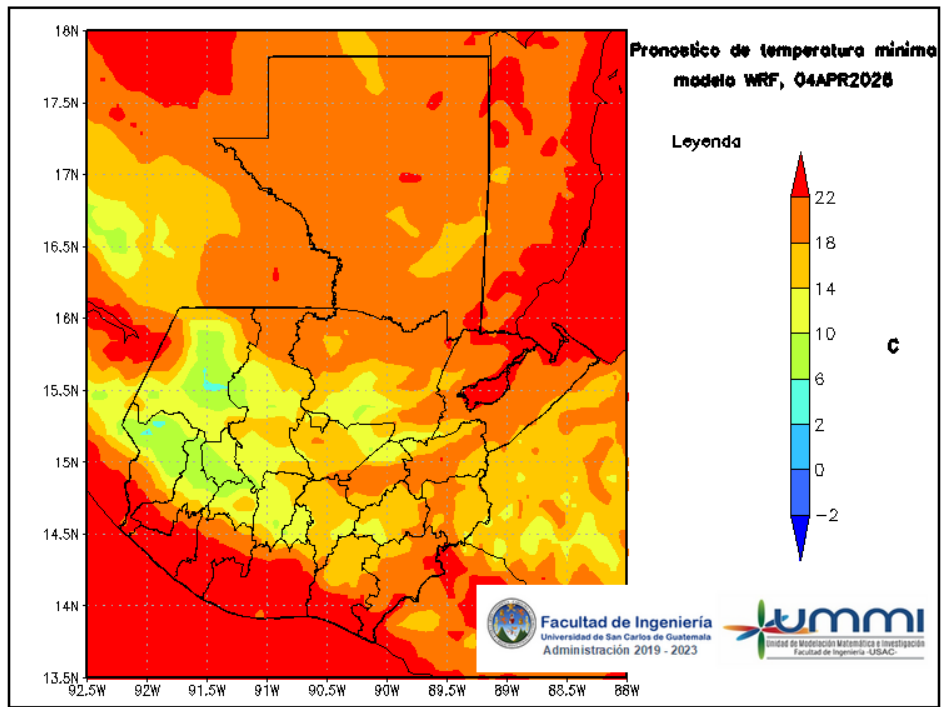 Pronostico de temperatura minima
modelo WRF, 04APR2026
Leyenda
22
18
14
10
6
2
0
−2
C
18N
17.5N
17N
16.5N
16N
15.5N
15N
14.5N
14N
13.5N
92.5W 92W 91.5W 91W 90.5W 90W 89.5W 89W 88.5W 88W
Facultad de Ingeniería
Universidad de San Carlos de Guatemala
Administración 2019 - 2023
UMMI
Unidad de Modelación Matemática e Investigación
Facultad de Ingeniería -USAC-